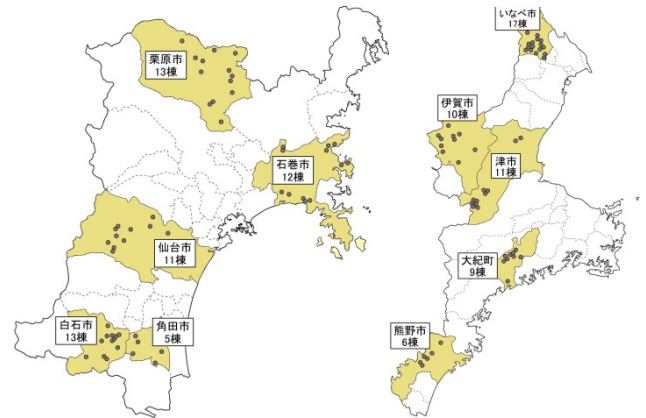 栗原市
13棟
石巻市
12棟
仙台市
11棟
白石市
13棟
角田市
5棟
いなべ市
17棟
伊賀市
10棟
津市
11棟
大紀町
9棟
熊野市
6棟